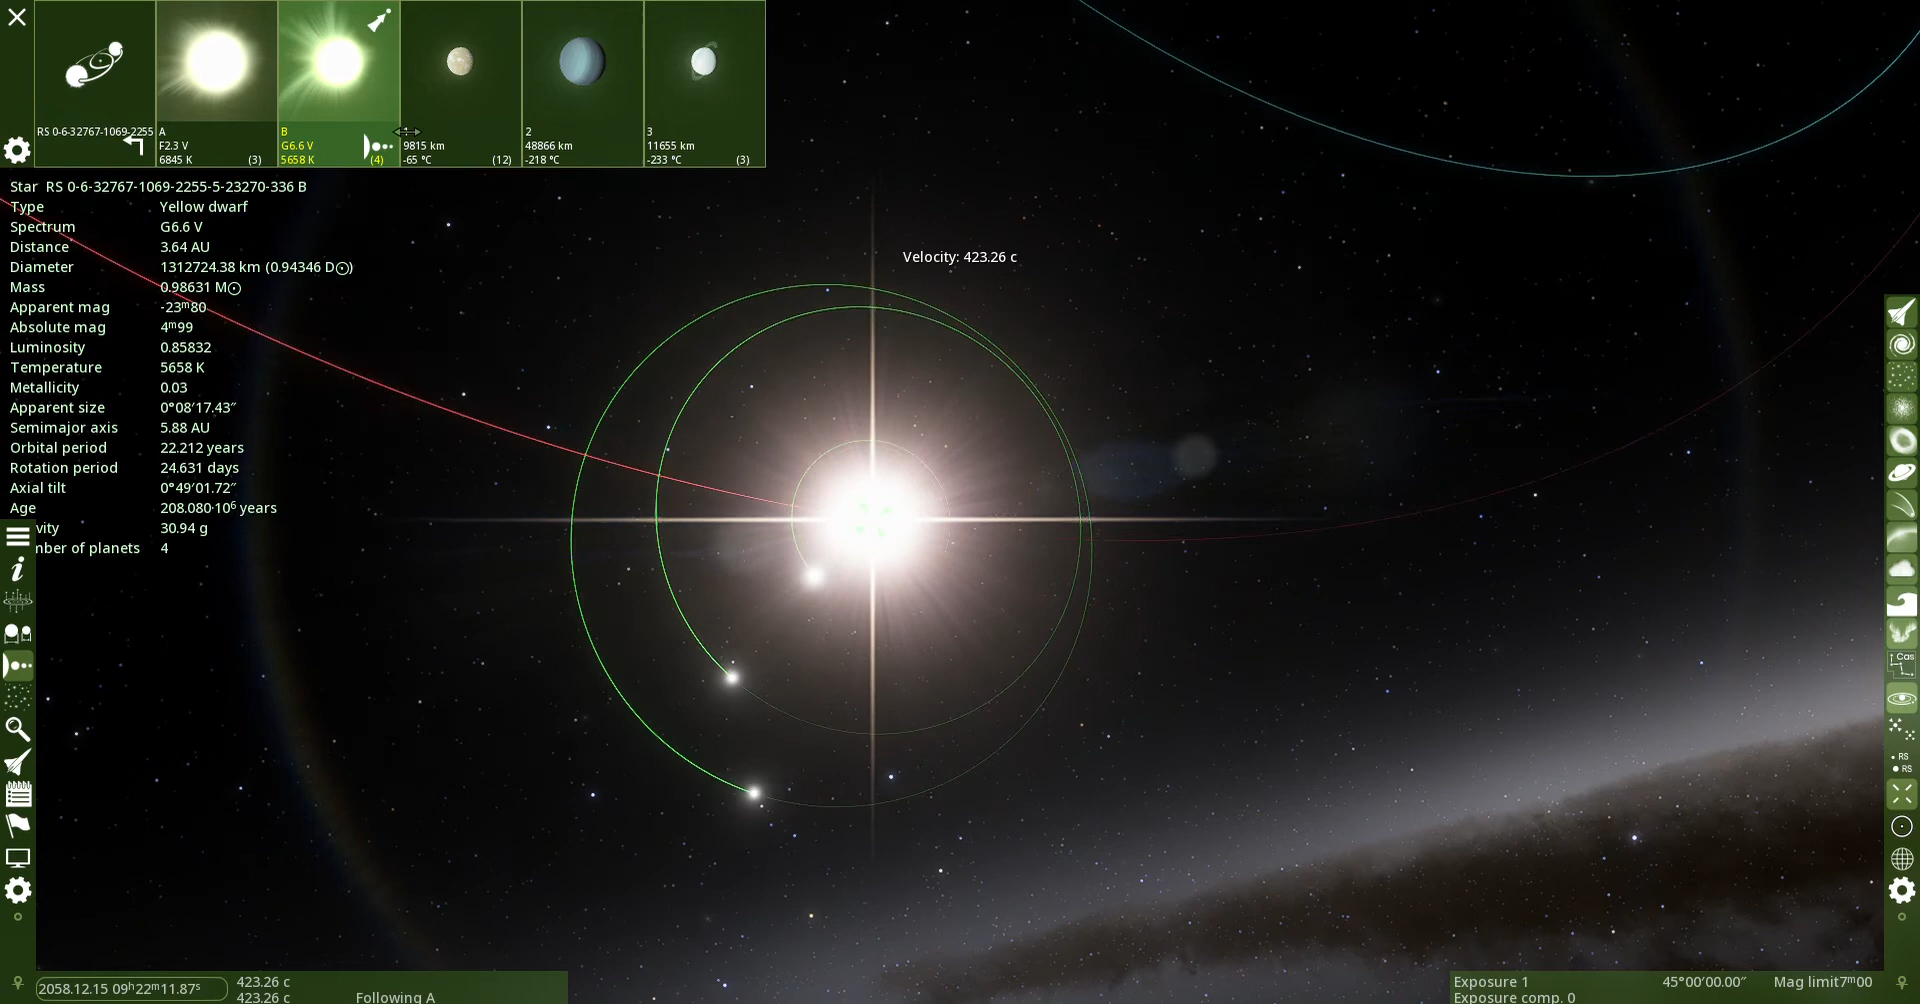 RS 0-6-32767-1069-2255
A
F2.3 V
6845 K (3)
B
G6.6 V
5658 K (4)
9815 km
-65 °C (12)
2
48866 km
-218 °C
3
11655 km
-233 °C (3)
Star RS 0-6-32767-1069-2255-5-23270-336 B
Type Yellow dwarf
Spectrum G6.6 V
Distance 3.64 AU
Diameter 1312724.38 km (0.94346 D☉)
Mass 0.98631 M☉
Apparent mag -23ᵐ80
Absolute mag 4ᵐ99
Luminosity 0.85832
Temperature 5658 K
Metallicity 0.03
Apparent size 0°08′17.43″
Semimajor axis 5.88 AU
Orbital period 22.212 years
Rotation period 24.631 days
Axial tilt 0°49′01.72″
Age 208.080·10⁶ years
vity 30.94 g
mber of planets 4
Velocity: 423.26 c
Cas
RS
RS
2058.12.15 09ʰ22ᵐ11.87ˢ
423.26 c
423.26 c Following A
Exposure 1 45°00′00.00″ Mag limit7ᵐ00
Exposure comp. 0